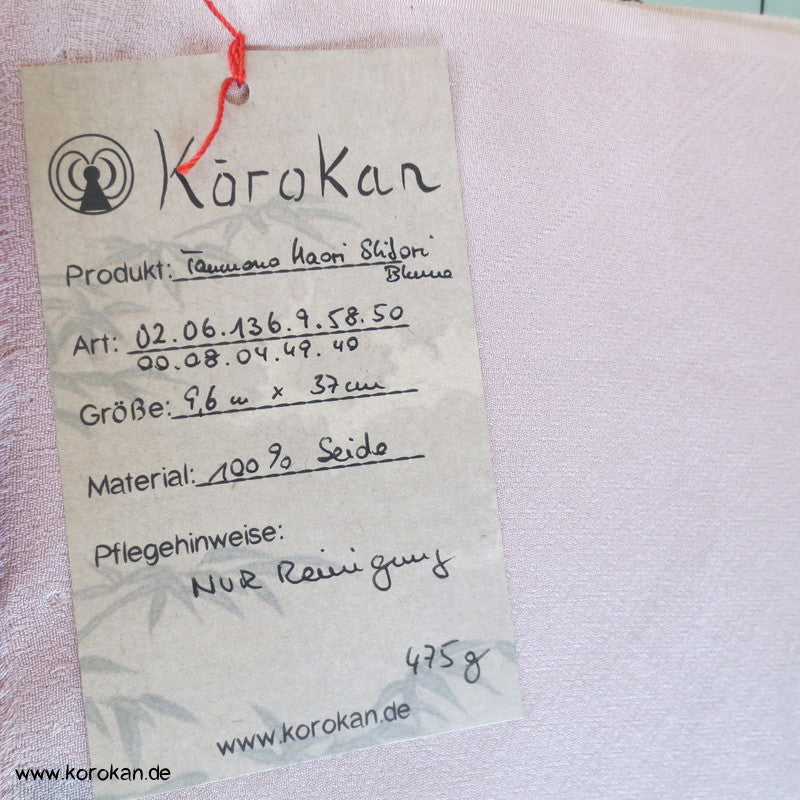 Kōrokan
Produkt: Tanmono Haori Shibori
Blume
Art: 02.06.136.9.58.50
00.08.04.49.40
Größe: 9,6 m x 37 cm
Material: 100% Seide
Pflegehinweise:
NUR Reinigung
475 g
www.korokan.de
www.korokan.de